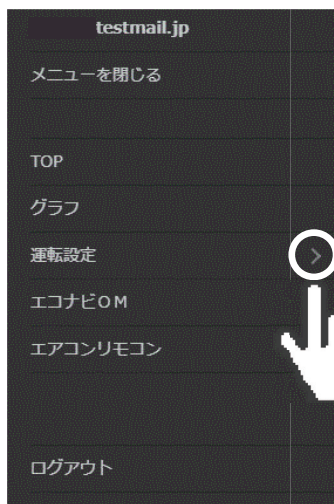 testmail.jp
メニューを閉じる
TOP
グラフ
運転設定
エコナビＯＭ
エアコンリモコン
ログアウト